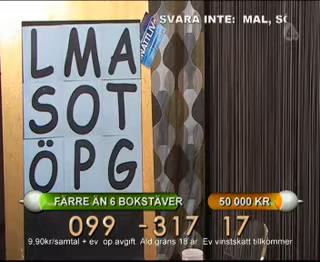 SVARA INTE: MAL, SO
NATTLIV
LMA
SOT
ÖPG
FÄRRE ÄN 6 BOKSTÄVER
50 000 KR.
099 -317 17
9.90kr/samtal + ev. op avgift. Åld gräns 18 år. Ev vinstskatt tillkommer